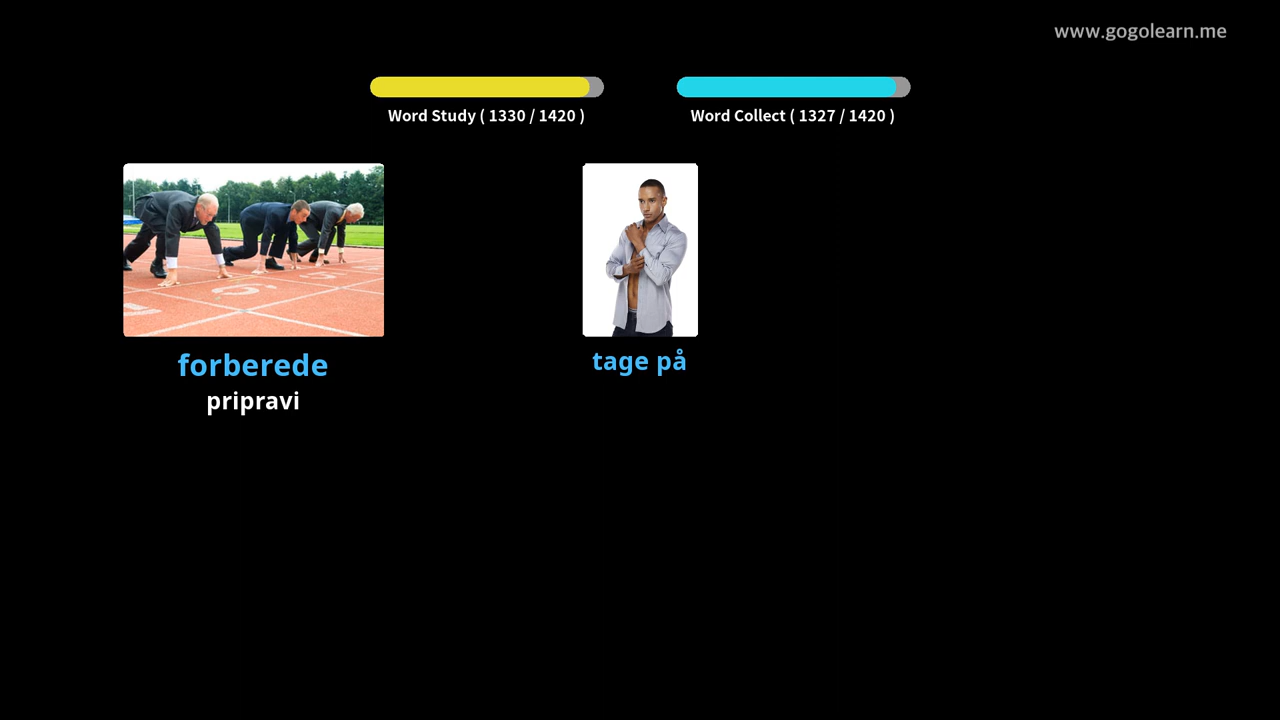 www.gogolearn.me
Word Study ( 1330 / 1420 )
Word Collect ( 1327 / 1420 )
forberede
pripravi
tage på